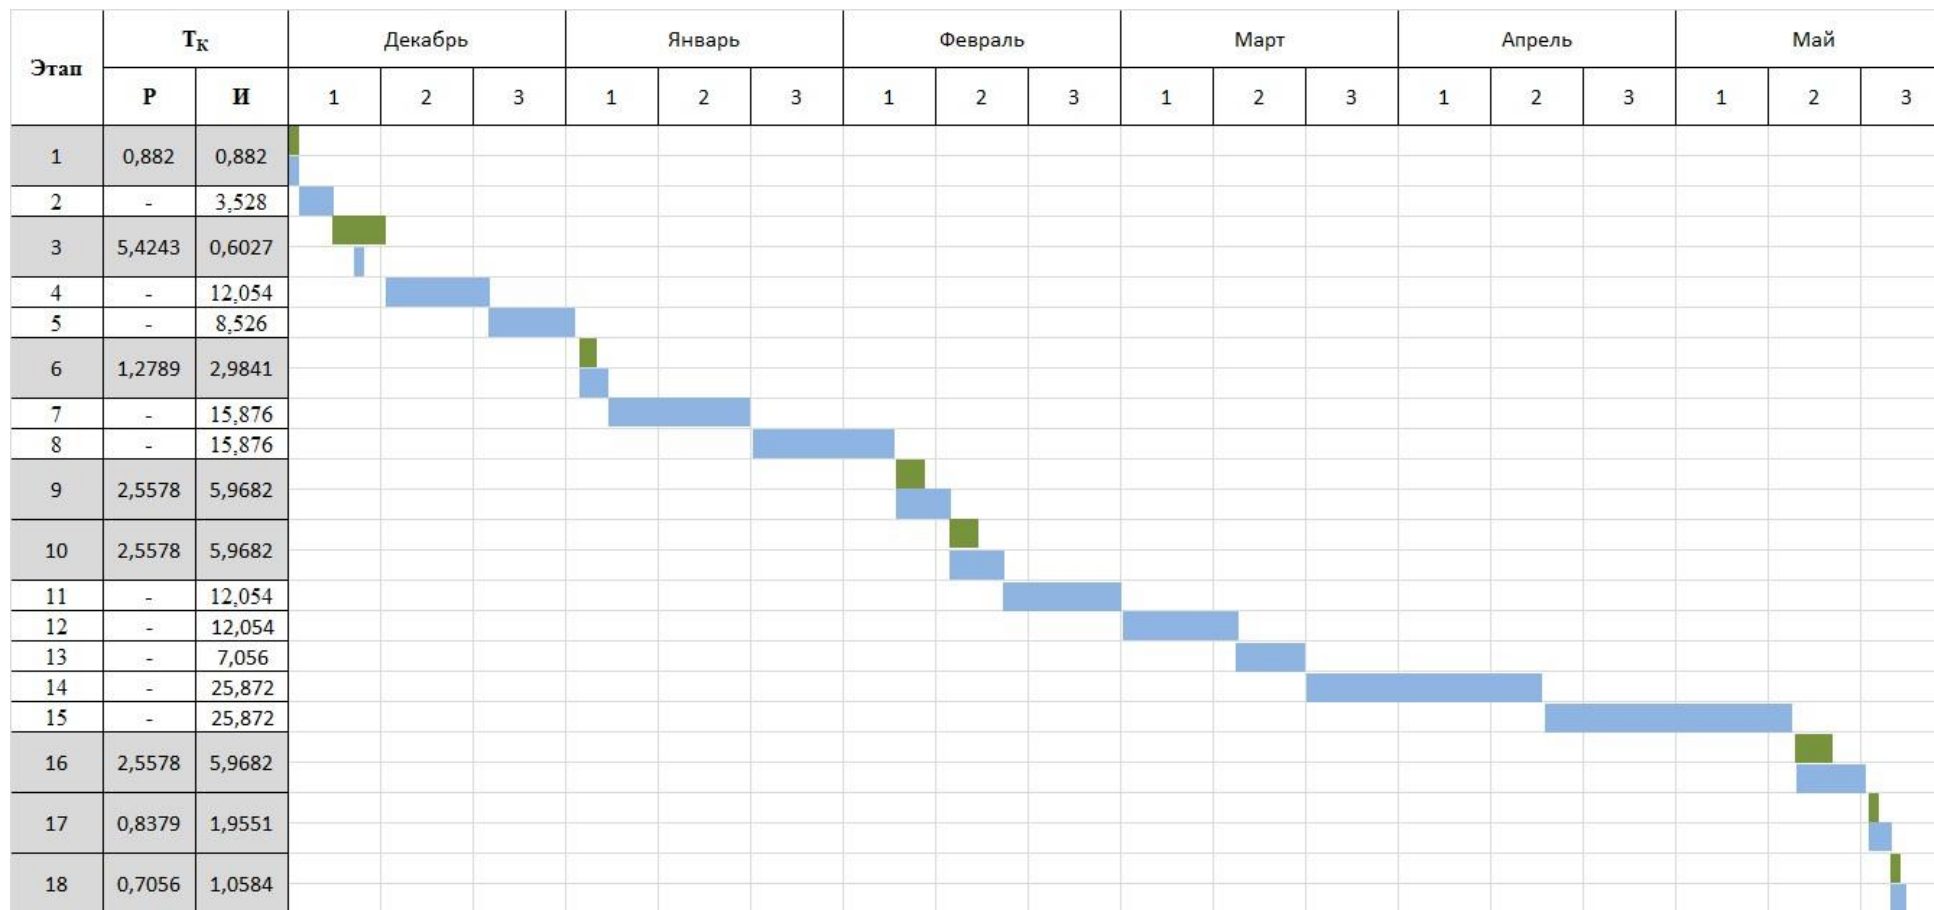 Этап Tк Декабрь Январь Февраль Март Апрель Май
Р И 1 2 3 1 2 3 1 2 3 1 2 3 1 2 3 1 2 3
1 0,882 0,882
2 - 3,528
3 5,4243 0,6027
4 - 12,054
5 - 8,526
6 1,2789 2,9841
7 - 15,876
8 - 15,876
9 2,5578 5,9682
10 2,5578 5,9682
11 - 12,054
12 - 12,054
13 - 7,056
14 - 25,872
15 - 25,872
16 2,5578 5,9682
17 0,8379 1,9551
18 0,7056 1,0584